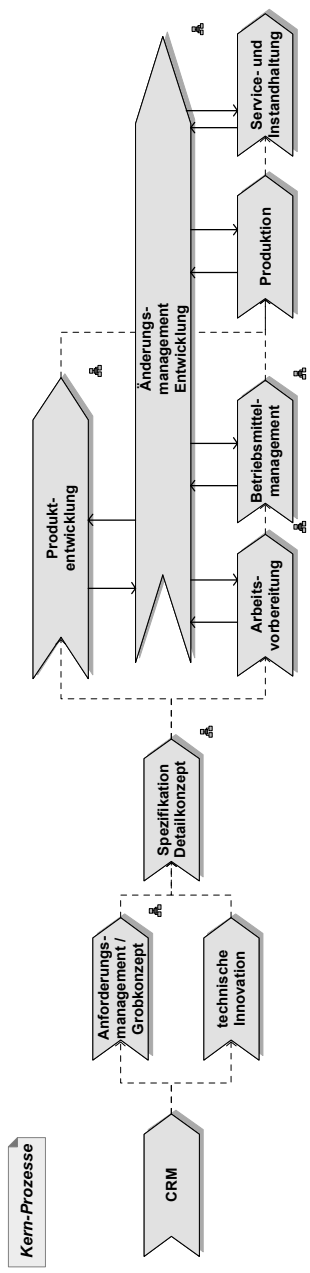 Kern-Prozesse
CRM
Anforderungs-
management /
Grobkonzept
technische
Innovation
Spezifikation
Detailkonzept
Produkt-
entwicklung
Änderungs-
management
Entwicklung
Arbeits-
vorbereitung
Betriebsmittel-
management
Produktion
Service- und
Instandhaltung